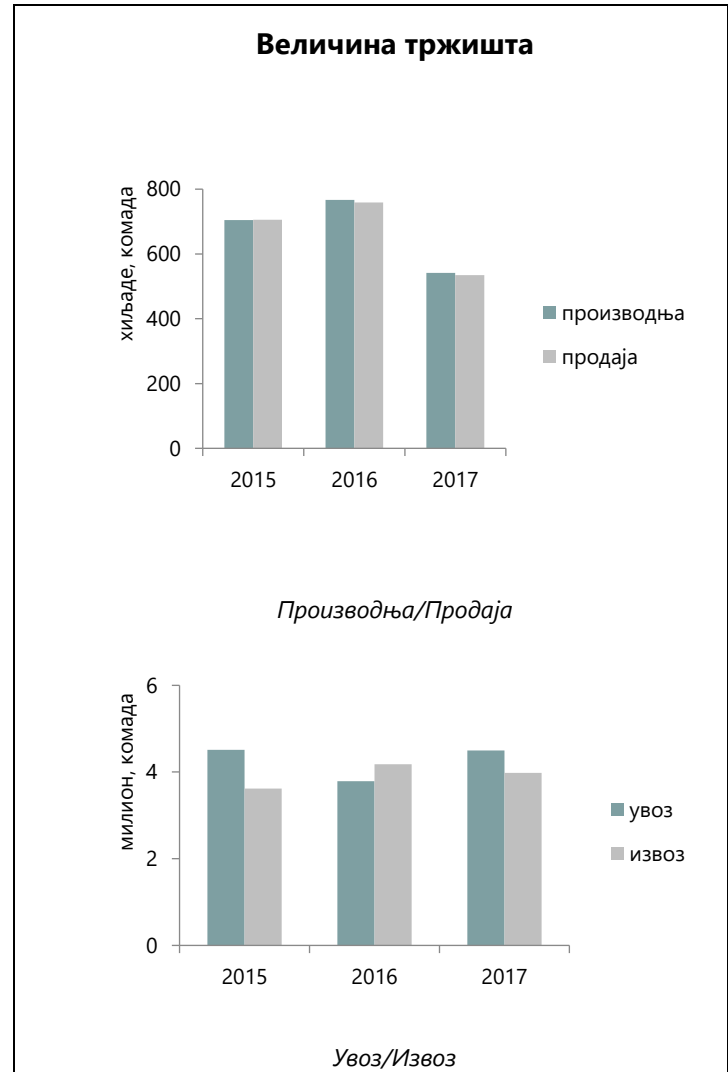 Величина тржишта
хиљаде, комада
800
600
400
200
0
2015 2016 2017
производња
продаја
Производња/Продаја
милион, комада
6
4
2
0
2015 2016 2017
увоз
извоз
Увоз/Извоз